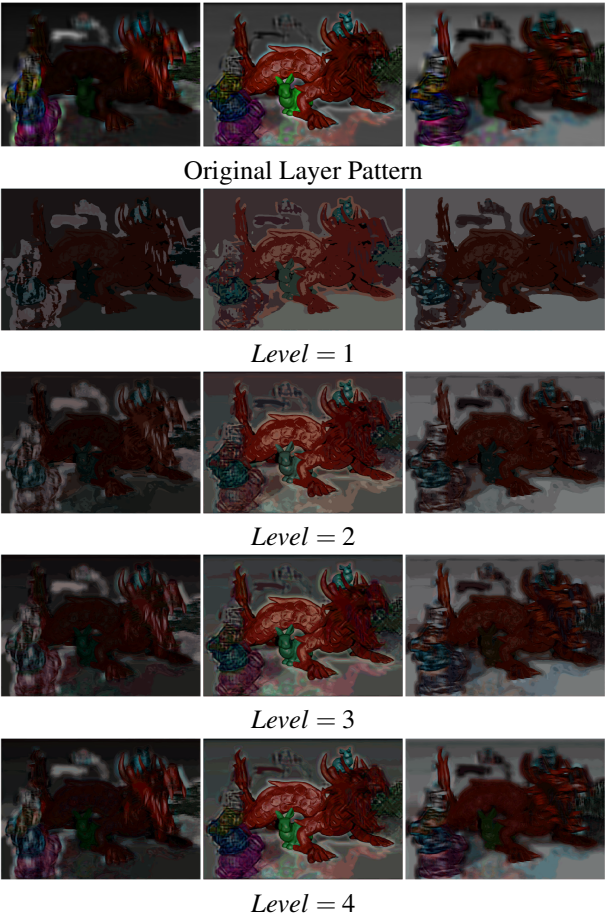 Original Layer Pattern
Level = 1
Level = 2
Level = 3
Level = 4